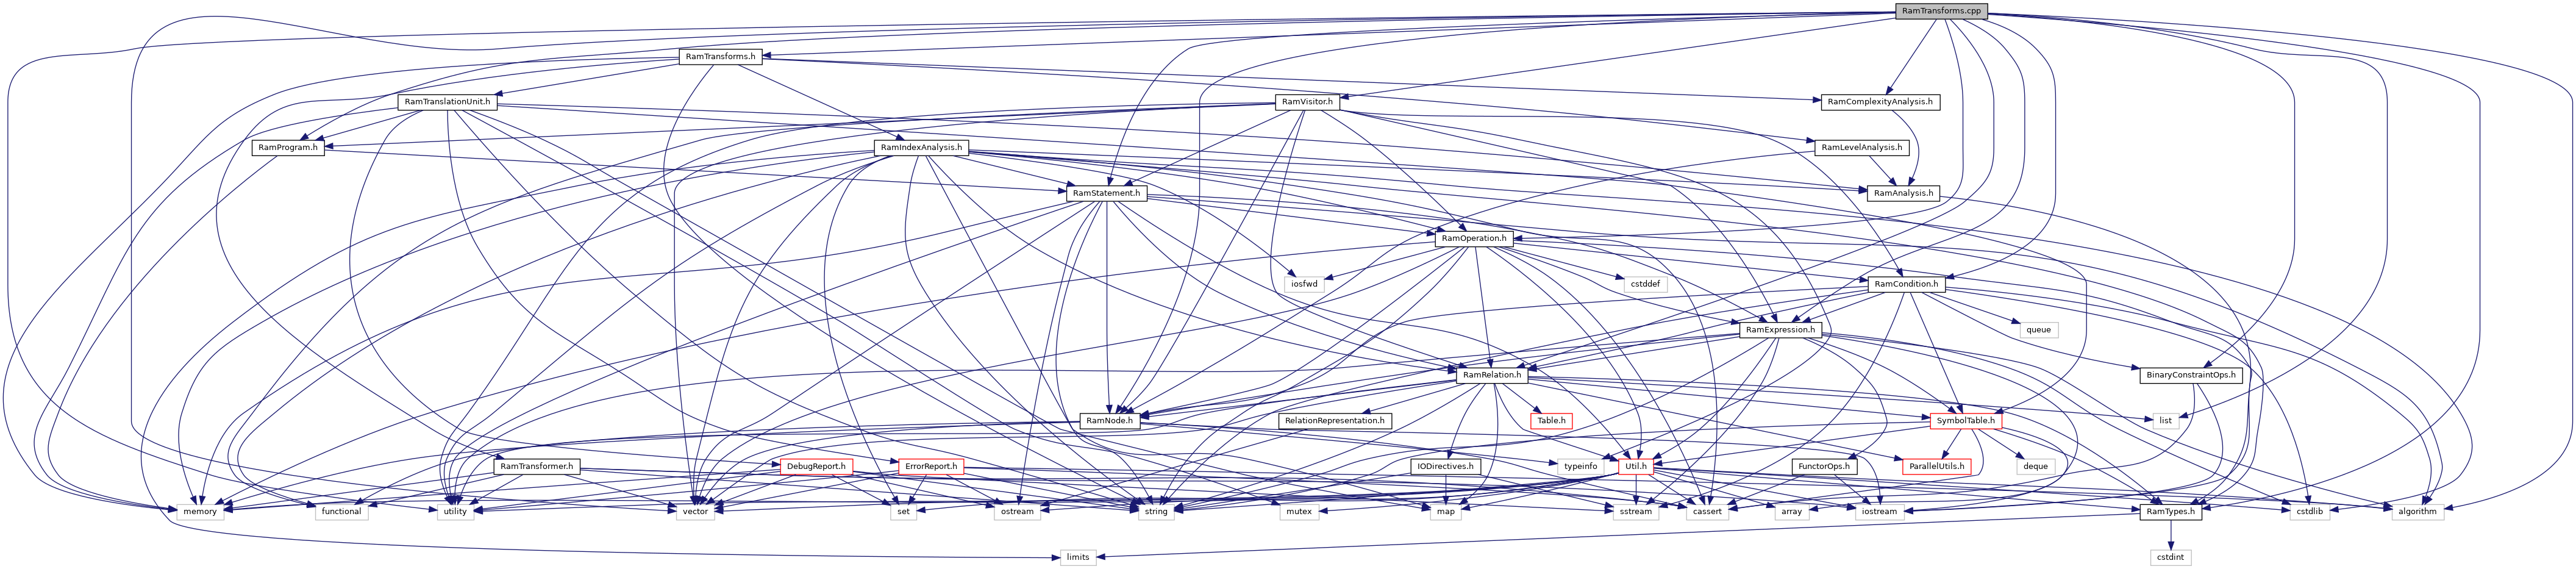 RamTransforms.cpp
RamTransforms.h
RamTranslationUnit.h
RamVisitor.h
RamComplexityAnalysis.h
RamProgram.h
RamIndexAnalysis.h
RamLevelAnalysis.h
RamStatement.h
RamAnalysis.h
RamOperation.h
iosfwd
cstddef
RamCondition.h
RamExpression.h
queue
RamRelation.h
BinaryConstraintOps.h
RamNode.h
RelationRepresentation.h
Table.h
SymbolTable.h
list
RamTransformer.h
DebugReport.h
ErrorReport.h
IODirectives.h
typeinfo
Util.h
FunctorOps.h
ParallelUtils.h
deque
memory
functional
utility
vector
set
ostream
string
mutex
map
sstream
cassert
array
iostream
RamTypes.h
cstdlib
algorithm
limits
cstdint